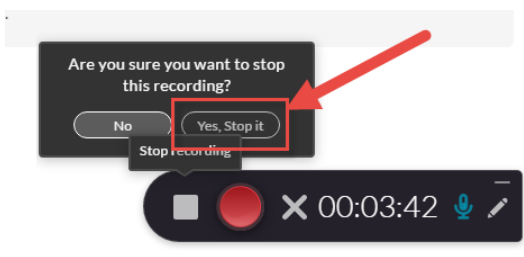 Are you sure you want to stop
this recording?
No
Yes, Stop it
Stop recording
00:03:42